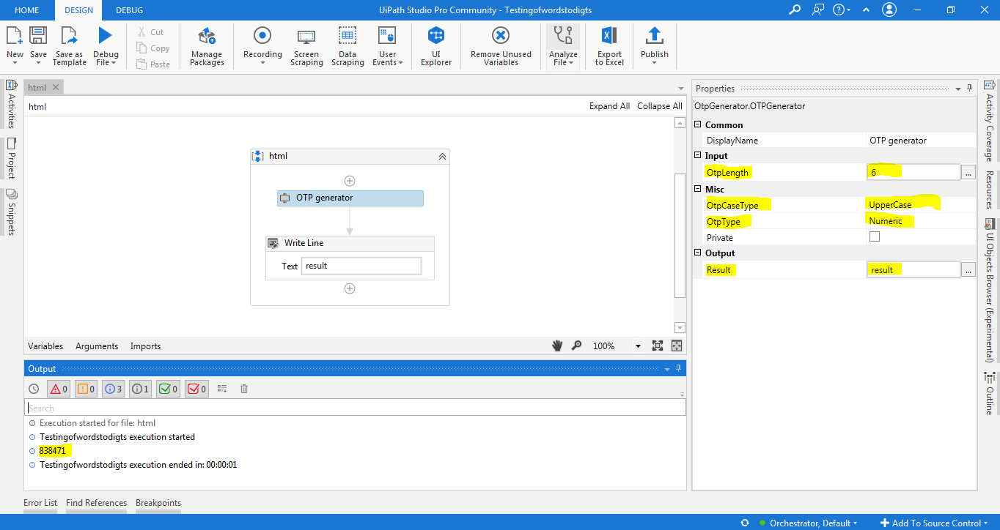 HOME DESIGN DEBUG UiPath Studio Pro Community - Testingofwordstodigts
New Save Save as Template Debug File Cut Copy Paste Manage Packages Recording Screen Scraping Data Scraping User Events UI Explorer Remove Unused Variables Analyze File Export to Excel Publish
Activities
Project
Snippets
html
html Expand All Collapse All
html
OTP generator
Write Line
Text result
Variables Arguments Imports 100%
Output
0 0 3 1 0 0
Search
Execution started for file: html
Testingofwordstodigts execution started
838471
Testingofwordstodigts execution ended in: 00:00:01
Error List Find References Breakpoints
Properties
OtpGenerator.OTPGenerator
Common
DisplayName OTP generator
Input
OtpLength 6 ...
Misc
OtpCaseType UpperCase
OtpType Numeric
Private
Output
Result result ...
Activity Coverage
Resources
UI Objects Browser (Experimental)
Outline
Orchestrator, Default Add To Source Control